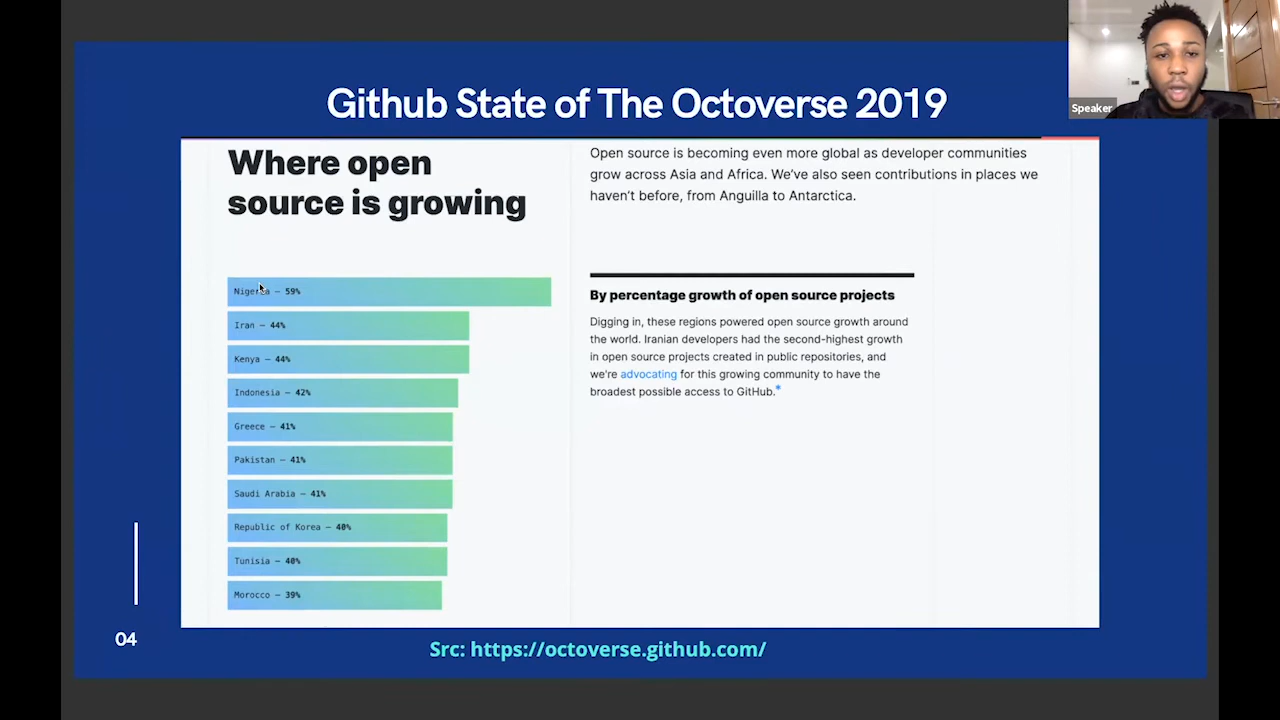 Github State of The Octoverse 2019
Speaker
Where open
source is growing
Open source is becoming even more global as developer communities
grow across Asia and Africa. We’ve also seen contributions in places we
haven’t before, from Anguilla to Antarctica.
Nigeria – 59%
Iran – 44%
Kenya – 44%
Indonesia – 42%
Greece – 41%
Pakistan – 41%
Saudi Arabia – 41%
Republic of Korea – 40%
Tunisia – 40%
Morocco – 39%
By percentage growth of open source projects
Digging in, these regions powered open source growth around
the world. Iranian developers had the second-highest growth
in open source projects created in public repositories, and
we're advocating for this growing community to have the
broadest possible access to GitHub.*
04
Src: https://octoverse.github.com/